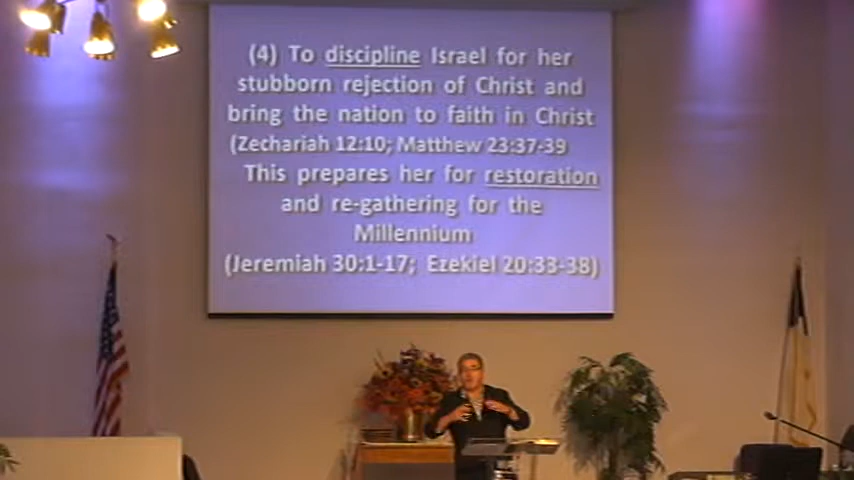 (4) To discipline Israel for her
stubborn rejection of Christ and
bring the nation to faith in Christ
(Zechariah 12:10; Matthew 23:37-39
This prepares her for restoration
and re-gathering for the
Millennium
(Jeremiah 30:1-17; Ezekiel 20:33-38)